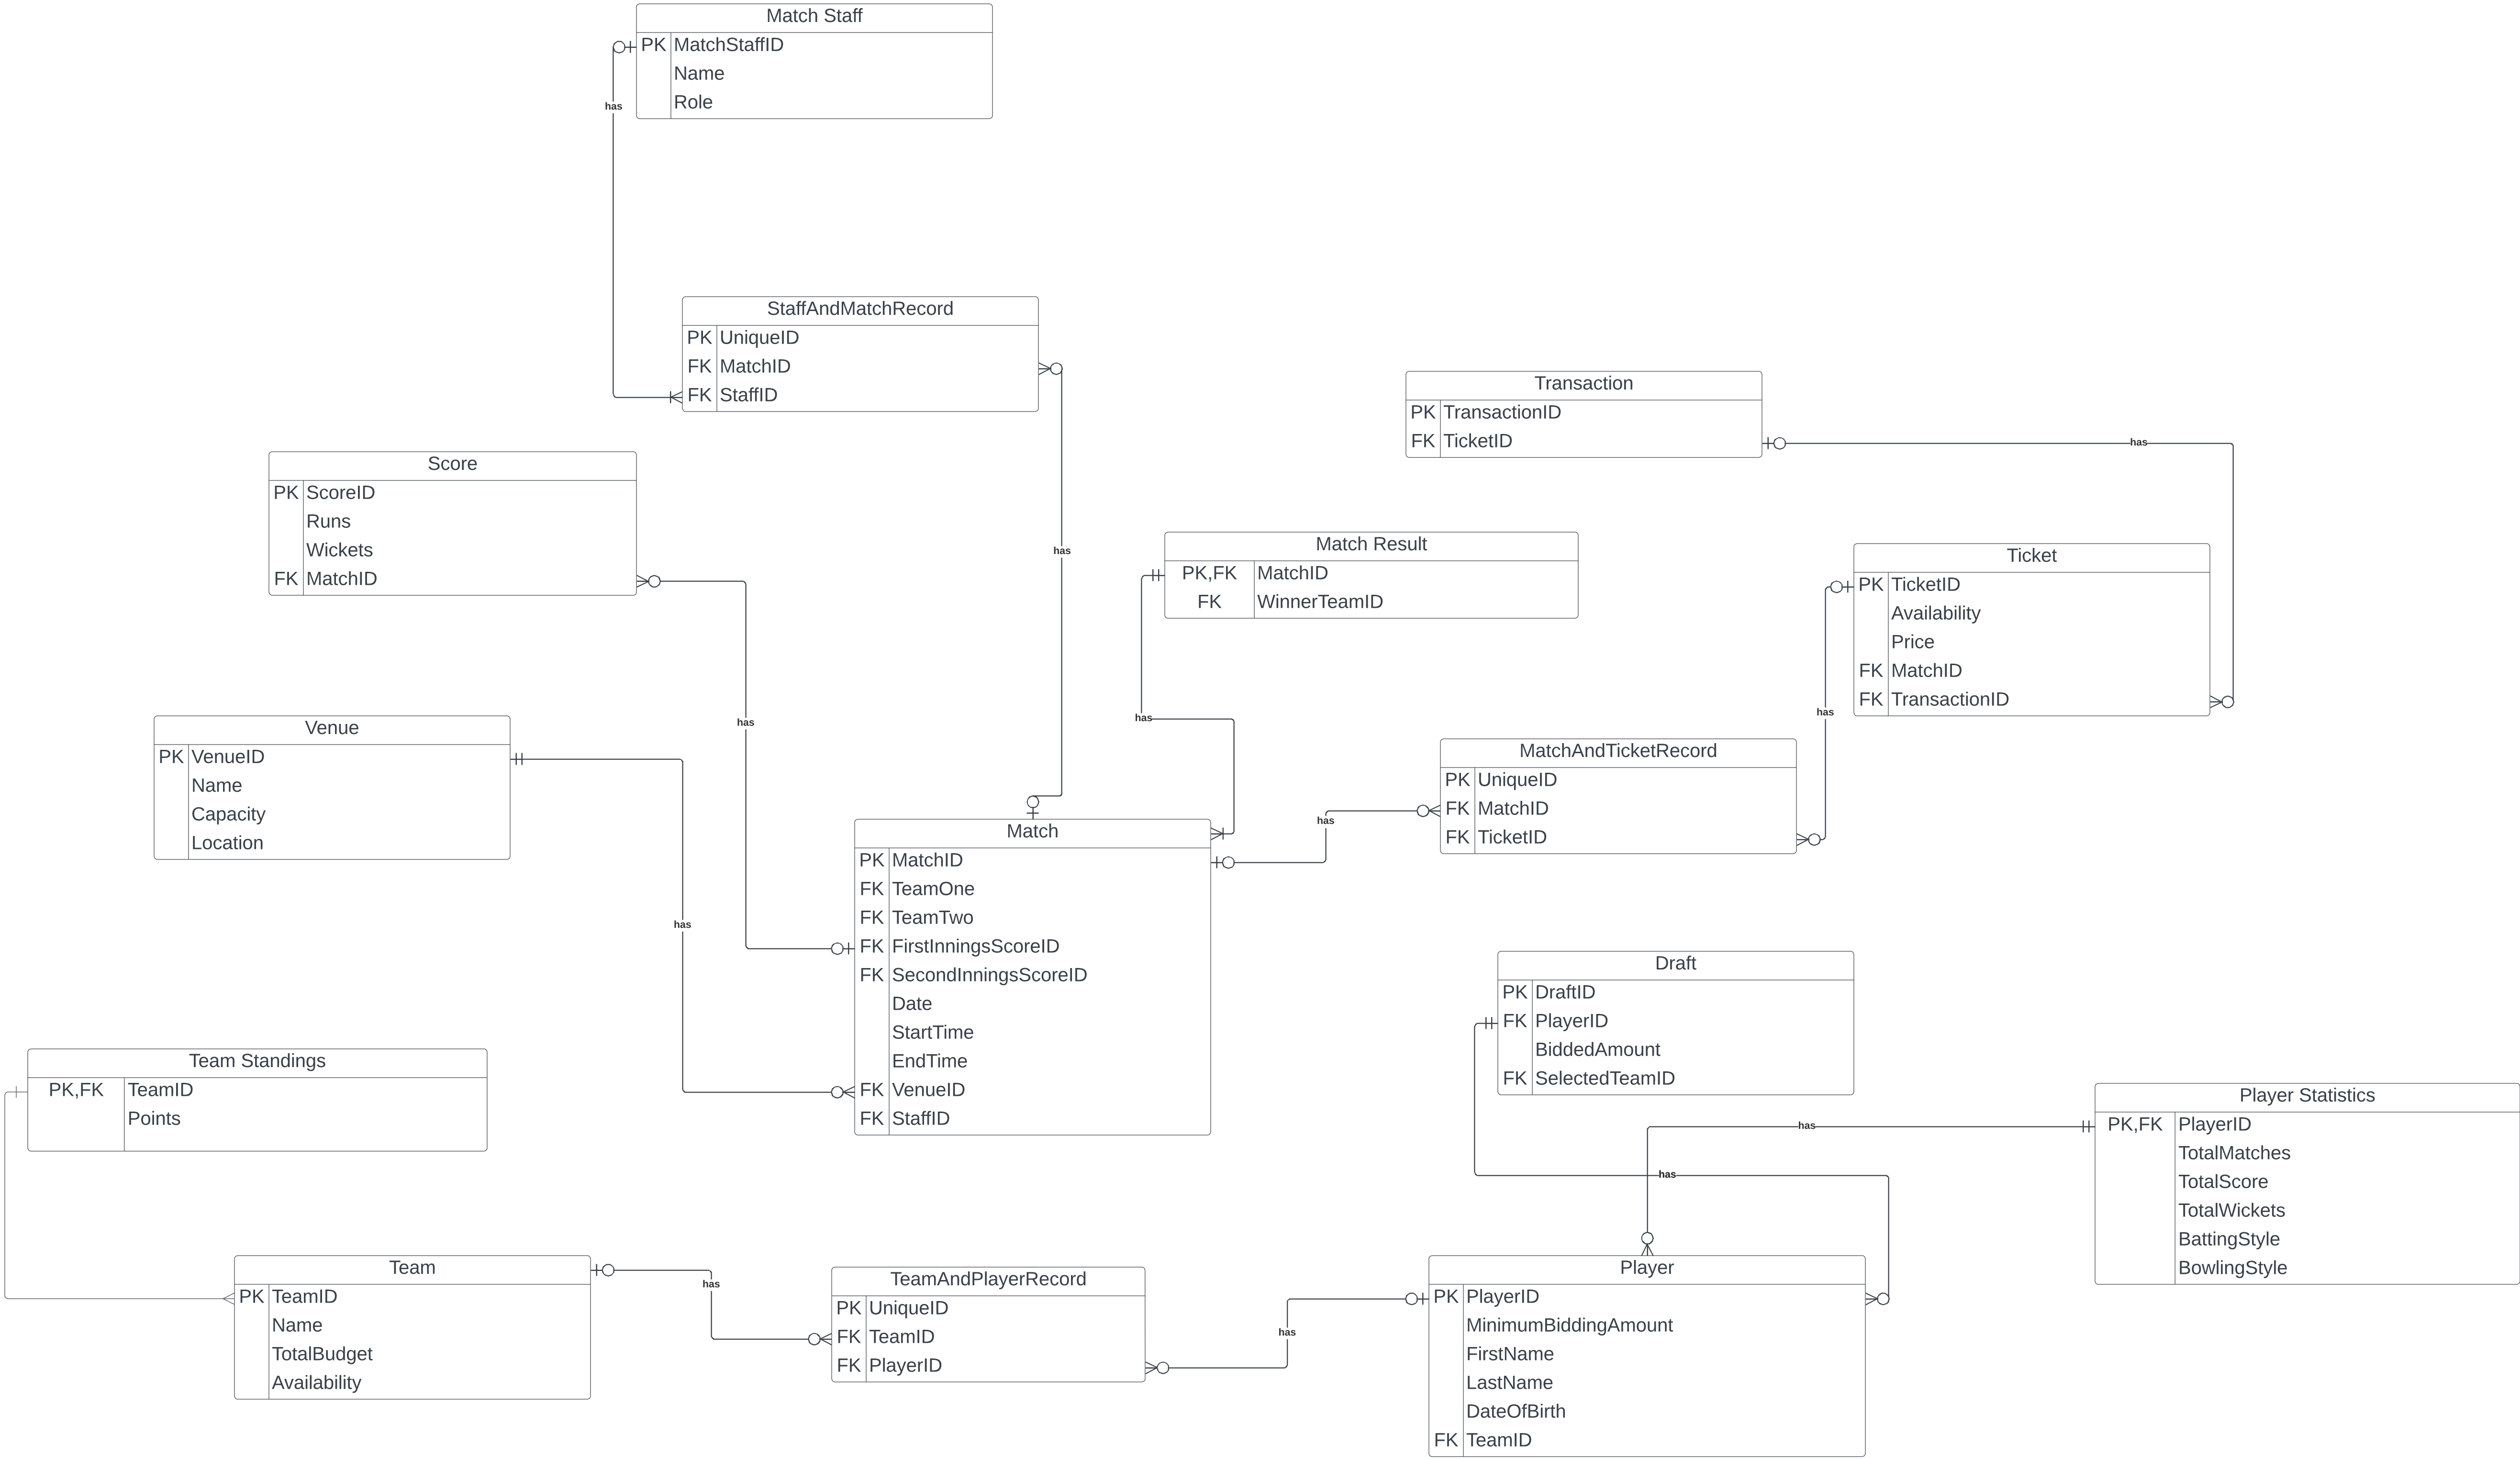 Match Staff
PK MatchStaffID
Name
Role
has
StaffAndMatchRecord
PK UniqueID
FK MatchID
FK StaffID
has
Transaction
PK TransactionID
FK TicketID
has
Score
PK ScoreID
Runs
Wickets
FK MatchID
has
Match Result
PK,FK MatchID
FK WinnerTeamID
has
Ticket
PK TicketID
Availability
Price
FK MatchID
FK TransactionID
has
Venue
PK VenueID
Name
Capacity
Location
has
MatchAndTicketRecord
PK UniqueID
FK MatchID
FK TicketID
has
Match
PK MatchID
FK TeamOne
FK TeamTwo
FK FirstInningsScoreID
FK SecondInningsScoreID
Date
StartTime
EndTime
FK VenueID
FK StaffID
Draft
PK DraftID
FK PlayerID
BiddedAmount
FK SelectedTeamID
has
Team Standings
PK,FK TeamID
Points
Player Statistics
PK,FK PlayerID
TotalMatches
TotalScore
TotalWickets
BattingStyle
BowlingStyle
has
Team
PK TeamID
Name
TotalBudget
Availability
has
TeamAndPlayerRecord
PK UniqueID
FK TeamID
FK PlayerID
has
Player
PK PlayerID
MinimumBiddingAmount
FirstName
LastName
DateOfBirth
FK TeamID